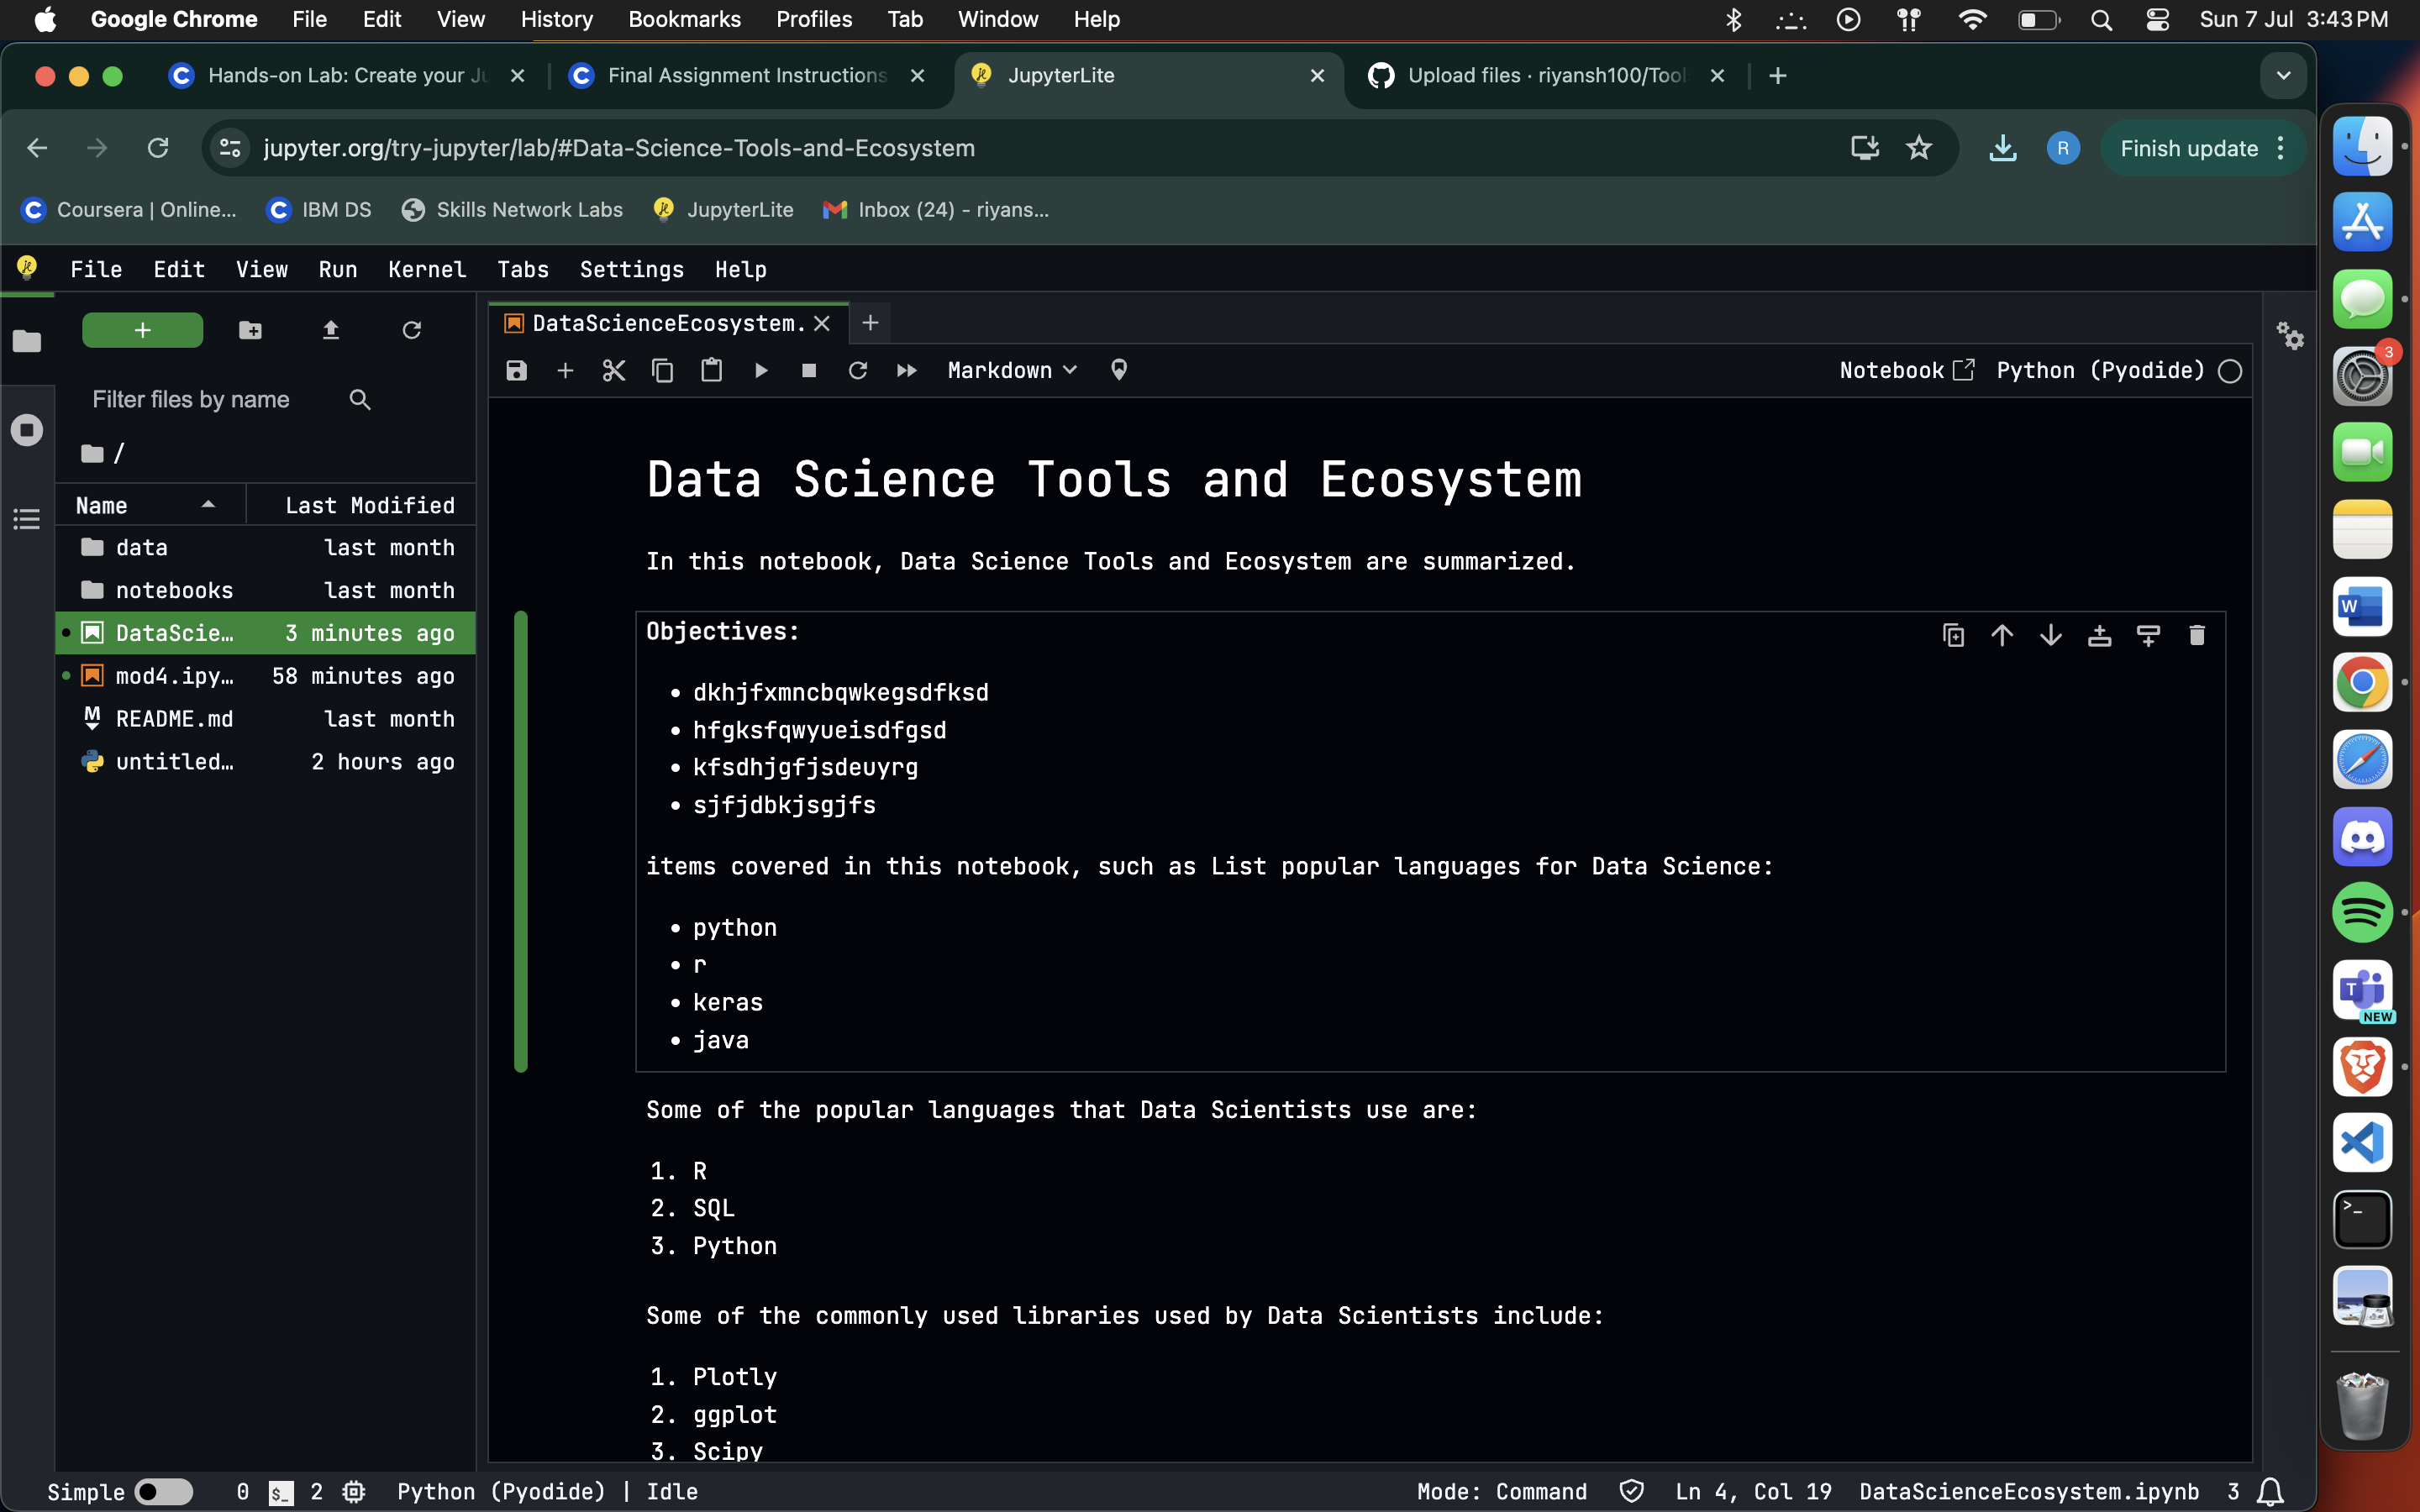 Google Chrome File Edit View History Bookmarks Profiles Tab Window Help Sun 7 Jul 3:43 PM
Hands-on Lab: Create your Ju Final Assignment Instructions JupyterLite Upload files · riyansh100/Tool
jupyter.org/try-jupyter/lab/#Data-Science-Tools-and-Ecosystem R Finish update
Coursera | Online... IBM DS Skills Network Labs JupyterLite Inbox (24) - riyans...
File Edit View Run Kernel Tabs Settings Help
DataScienceEcosystem.
Markdown Notebook Python (Pyodide)
Filter files by name
/
Name Last Modified
data last month
notebooks last month
DataScie… 3 minutes ago
mod4.ipy… 58 minutes ago
README.md last month
untitled… 2 hours ago
Data Science Tools and Ecosystem
In this notebook, Data Science Tools and Ecosystem are summarized.
Objectives:
• dkhjfxmncbqwkegsdfksd
• hfgksfqwyueisdfgsd
• kfsdhjgfjsdeuyrg
• sjfjdbkjsgjfs
items covered in this notebook, such as List popular languages for Data Science:
• python
• r
• keras
• java
Some of the popular languages that Data Scientists use are:
1. R
2. SQL
3. Python
Some of the commonly used libraries used by Data Scientists include:
1. Plotly
2. ggplot
3. Scipy
Simple 0 $_ 2 Python (Pyodide) | Idle Mode: Command Ln 4, Col 19 DataScienceEcosystem.ipynb 3
3
W
T
NEW
>_